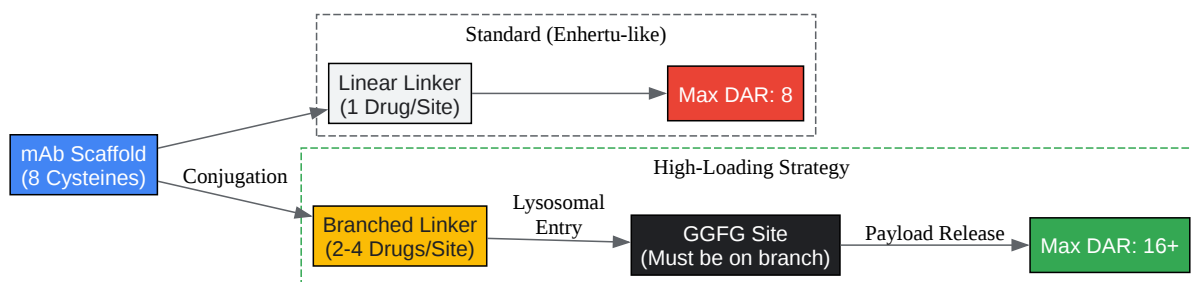 Standard (Enhertu-like)
Linear Linker
(1 Drug/Site)
Max DAR: 8
mAb Scaffold
(8 Cysteines)
Conjugation
High-Loading Strategy
Branched Linker
(2-4 Drugs/Site)
Lysosomal
Entry
GGFG Site
(Must be on branch)
Payload Release
Max DAR: 16+